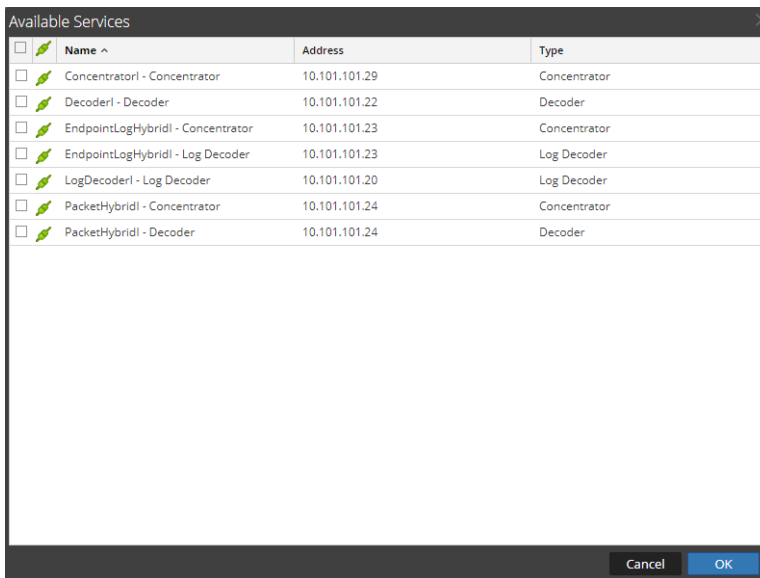 Available Services
Name Address Type
ConcentratorI - Concentrator 10.101.101.29 Concentrator
DecoderI - Decoder 10.101.101.22 Decoder
EndpointLogHybridI - Concentrator 10.101.101.23 Concentrator
EndpointLogHybridI - Log Decoder 10.101.101.23 Log Decoder
LogDecoderI - Log Decoder 10.101.101.20 Log Decoder
PacketHybridI - Concentrator 10.101.101.24 Concentrator
PacketHybridI - Decoder 10.101.101.24 Decoder
Cancel OK